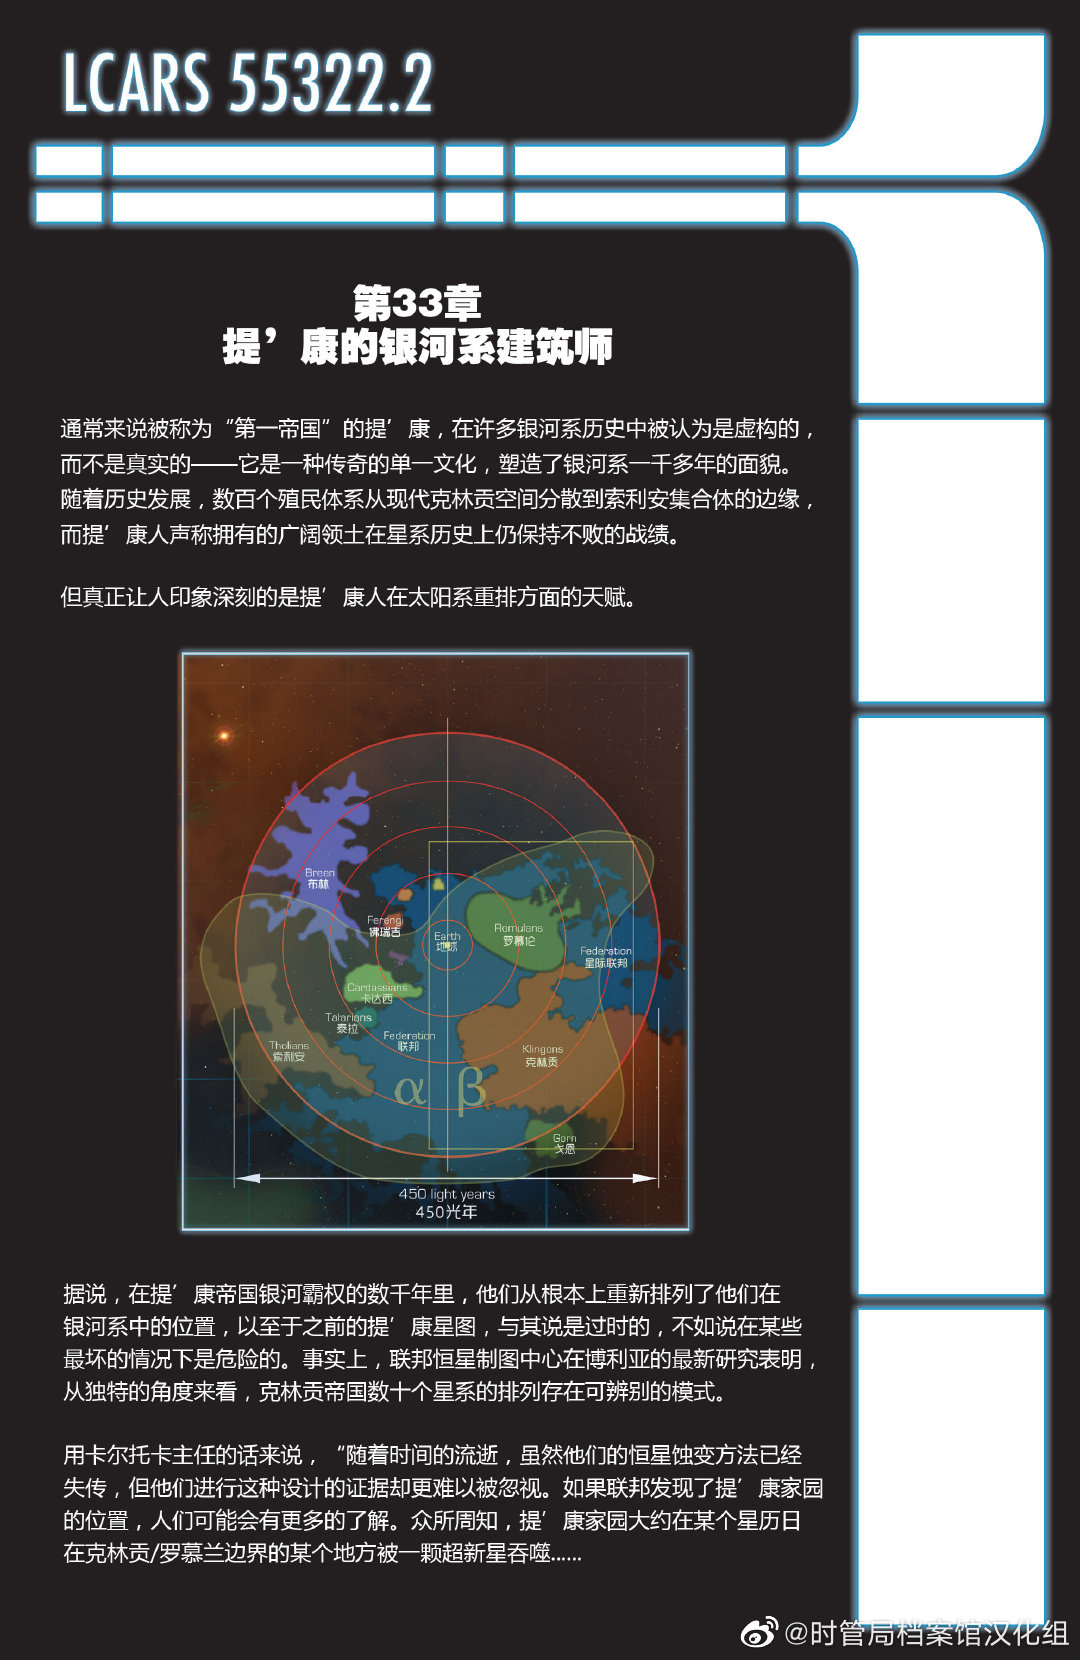 LCARS 55322.2
第33章
提’康的银河系建筑师
通常来说被称为“第一帝国”的提’康，在许多银河系历史中被认为是虚构的，
而不是真实的——它是一种传奇的单一文化，塑造了银河系一千多年的面貌。
随着历史发展，数百个殖民体系从现代克林贡空间分散到索利安集合体的边缘，
而提’康人声称拥有的广阔领土在星系历史上仍保持不败的战绩。
但真正让人印象深刻的是提’康人在太阳系重排方面的天赋。
Breen
布林
Ferengi
佛瑞吉
Earth
地球
Romulans
罗慕伦
Federation
星际联邦
Cardassians
卡达西
Talarians
泰拉
Federation
联邦
Tholians
索利安
Klingons
克林贡
α β
Gorn
戈恩
450 light years
450光年
据说，在提’康帝国银河霸权的数千年里，他们从根本上重新排列了他们在
银河系中的位置，以至于之前的提’康星图，与其说是过时的，不如说在某些
最坏的情况下是危险的。事实上，联邦恒星制图中心在博利亚的最新研究表明，
从独特的角度来看，克林贡帝国数十个星系的排列存在可辨别的模式。
用卡尔托卡主任的话来说，“随着时间的流逝，虽然他们的恒星蚀变方法已经
失传，但他们进行这种设计的证据却更难以被忽视。如果联邦发现了提’康家园
的位置，人们可能会有更多的了解。众所周知，提’康家园大约在某个星历日
在克林贡/罗慕兰边界的某个地方被一颗超新星吞噬......
@时管局档案馆汉化组